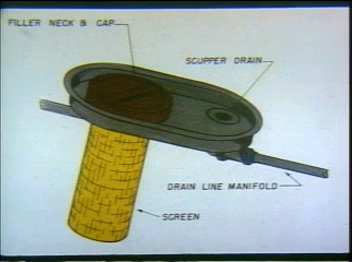 FILLER NECK & CAP
SCUPPER DRAIN
DRAIN LINE MANIFOLD
SCREEN